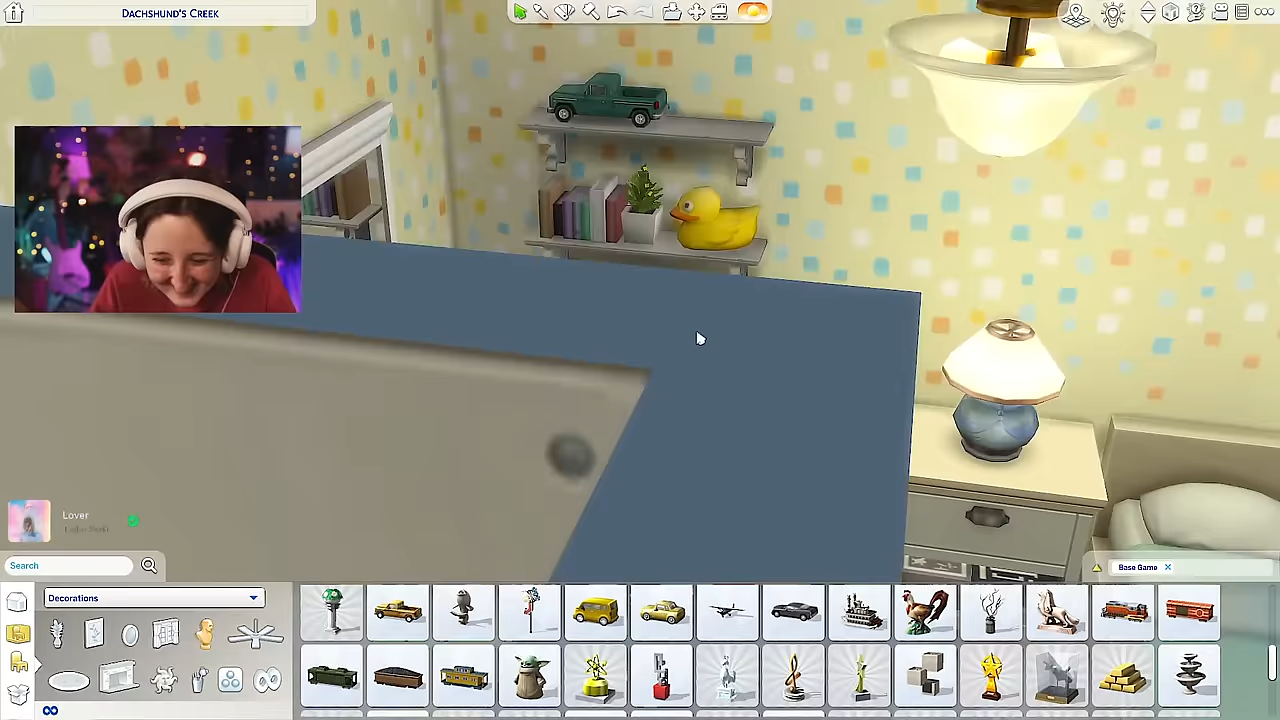 DACHSHUND'S CREEK
Lover
Search
Base Game
Decorations